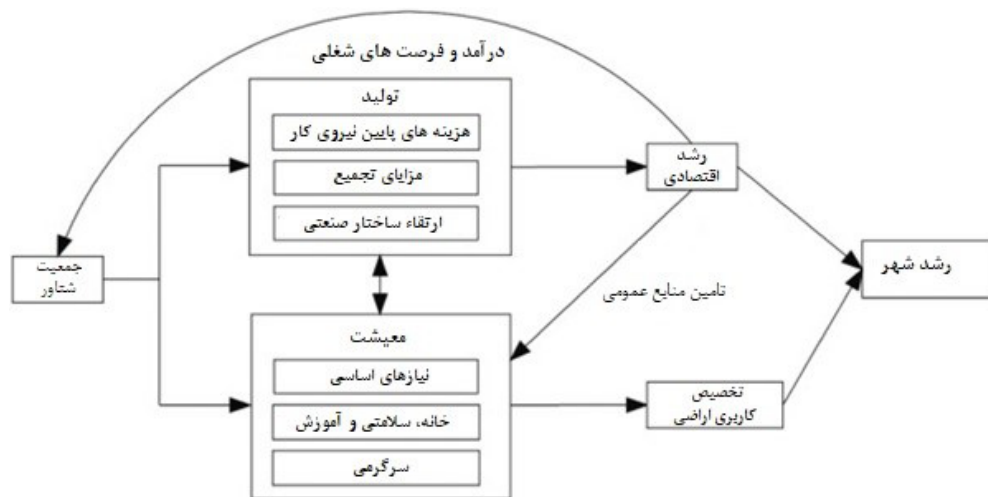 درآمد و فرصت های شغلی
تولید
هزینه های پایین نیروی کار
مزایای تجمیع
ارتقاء ساختار صنعتی
رشد
اقتصادی
جمعیت
شناور
رشد شهر
تامین منابع عمومی
معیشت
نیازهای اساسی
خانه، سلامتی و آموزش
سرگرمی
تخصیص
کاربری اراضی